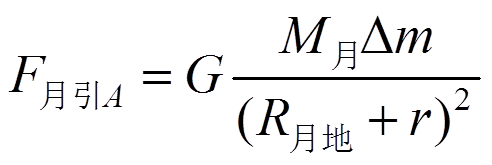 F月引A = G M月Δm / (R月地 + r)²